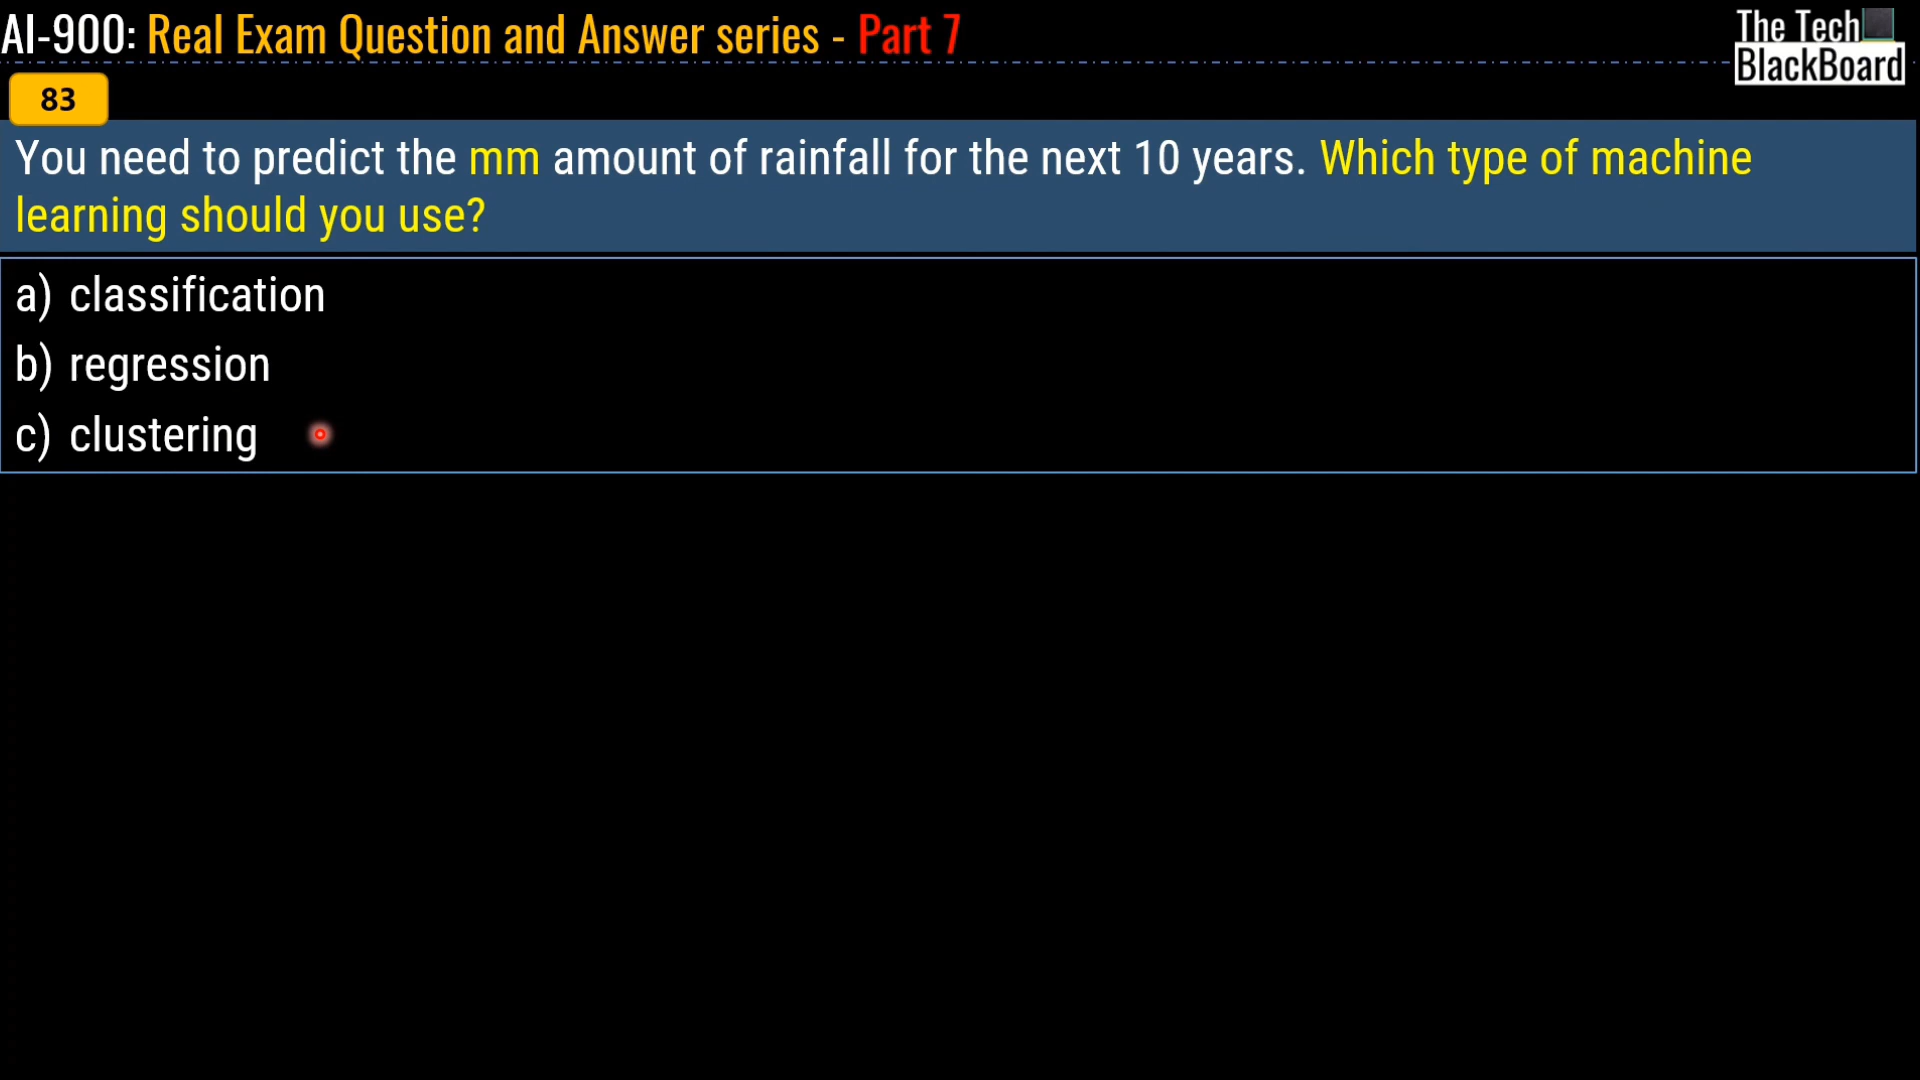 AI-900: Real Exam Question and Answer series - Part 7
The Tech
BlackBoard
83
You need to predict the mm amount of rainfall for the next 10 years. Which type of machine
learning should you use?
a) classification
b) regression
c) clustering